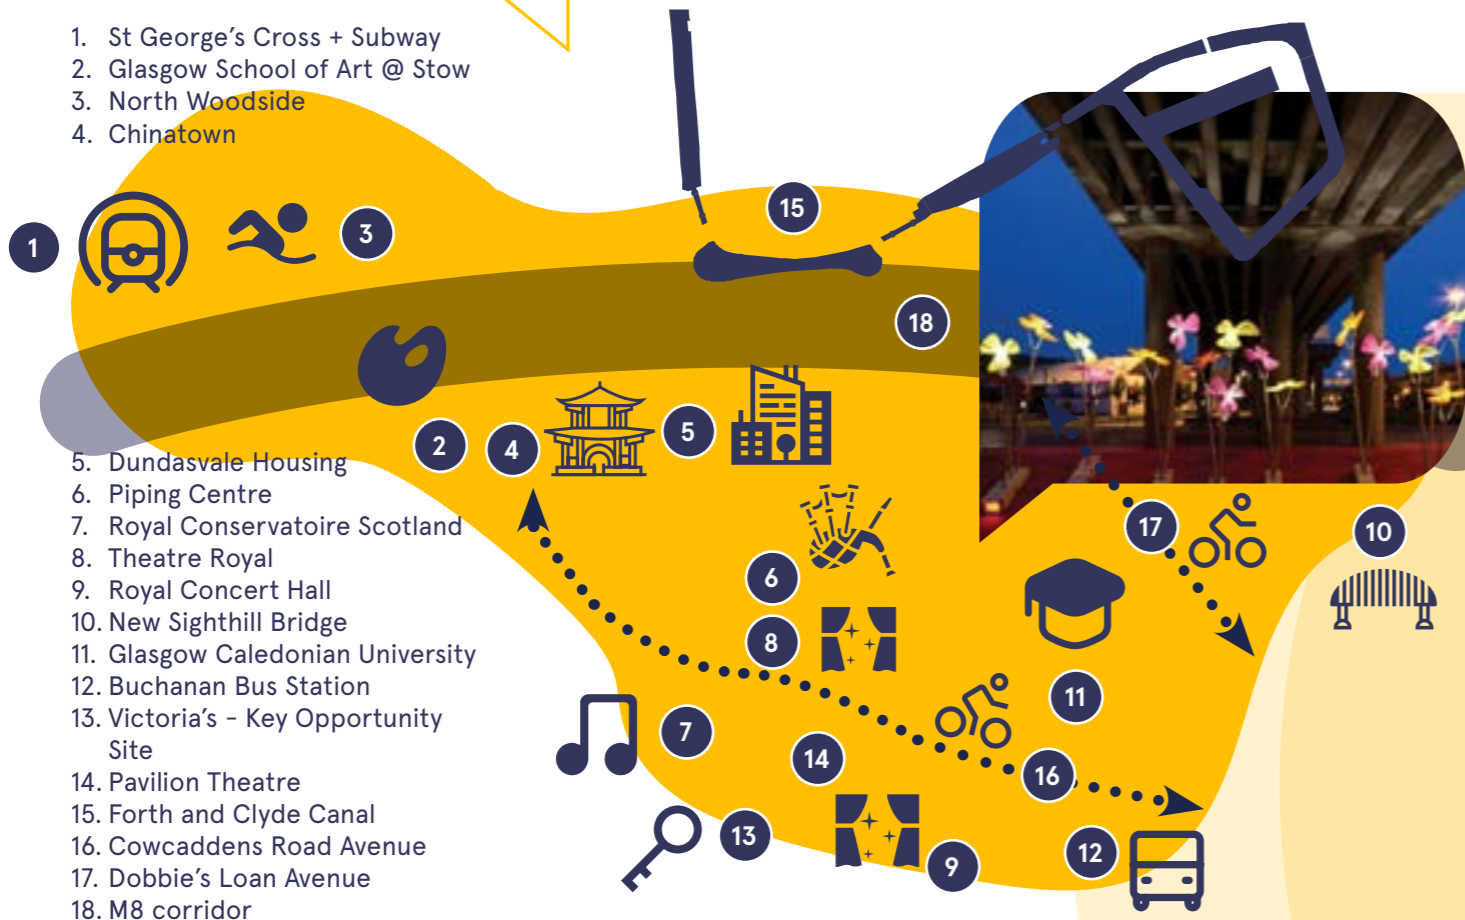 1. St George’s Cross + Subway
2. Glasgow School of Art @ Stow
3. North Woodside
4. Chinatown
15
1
3
18
2
4
5
5. Dundasvale Housing
6. Piping Centre
7. Royal Conservatoire Scotland
8. Theatre Royal
9. Royal Concert Hall
10. New Sighthill Bridge
11. Glasgow Caledonian University
12. Buchanan Bus Station
13. Victoria’s - Key Opportunity
Site
14. Pavilion Theatre
15. Forth and Clyde Canal
16. Cowcaddens Road Avenue
17. Dobbie’s Loan Avenue
18. M8 corridor
17
10
6
8
11
7
14
16
13
12
9